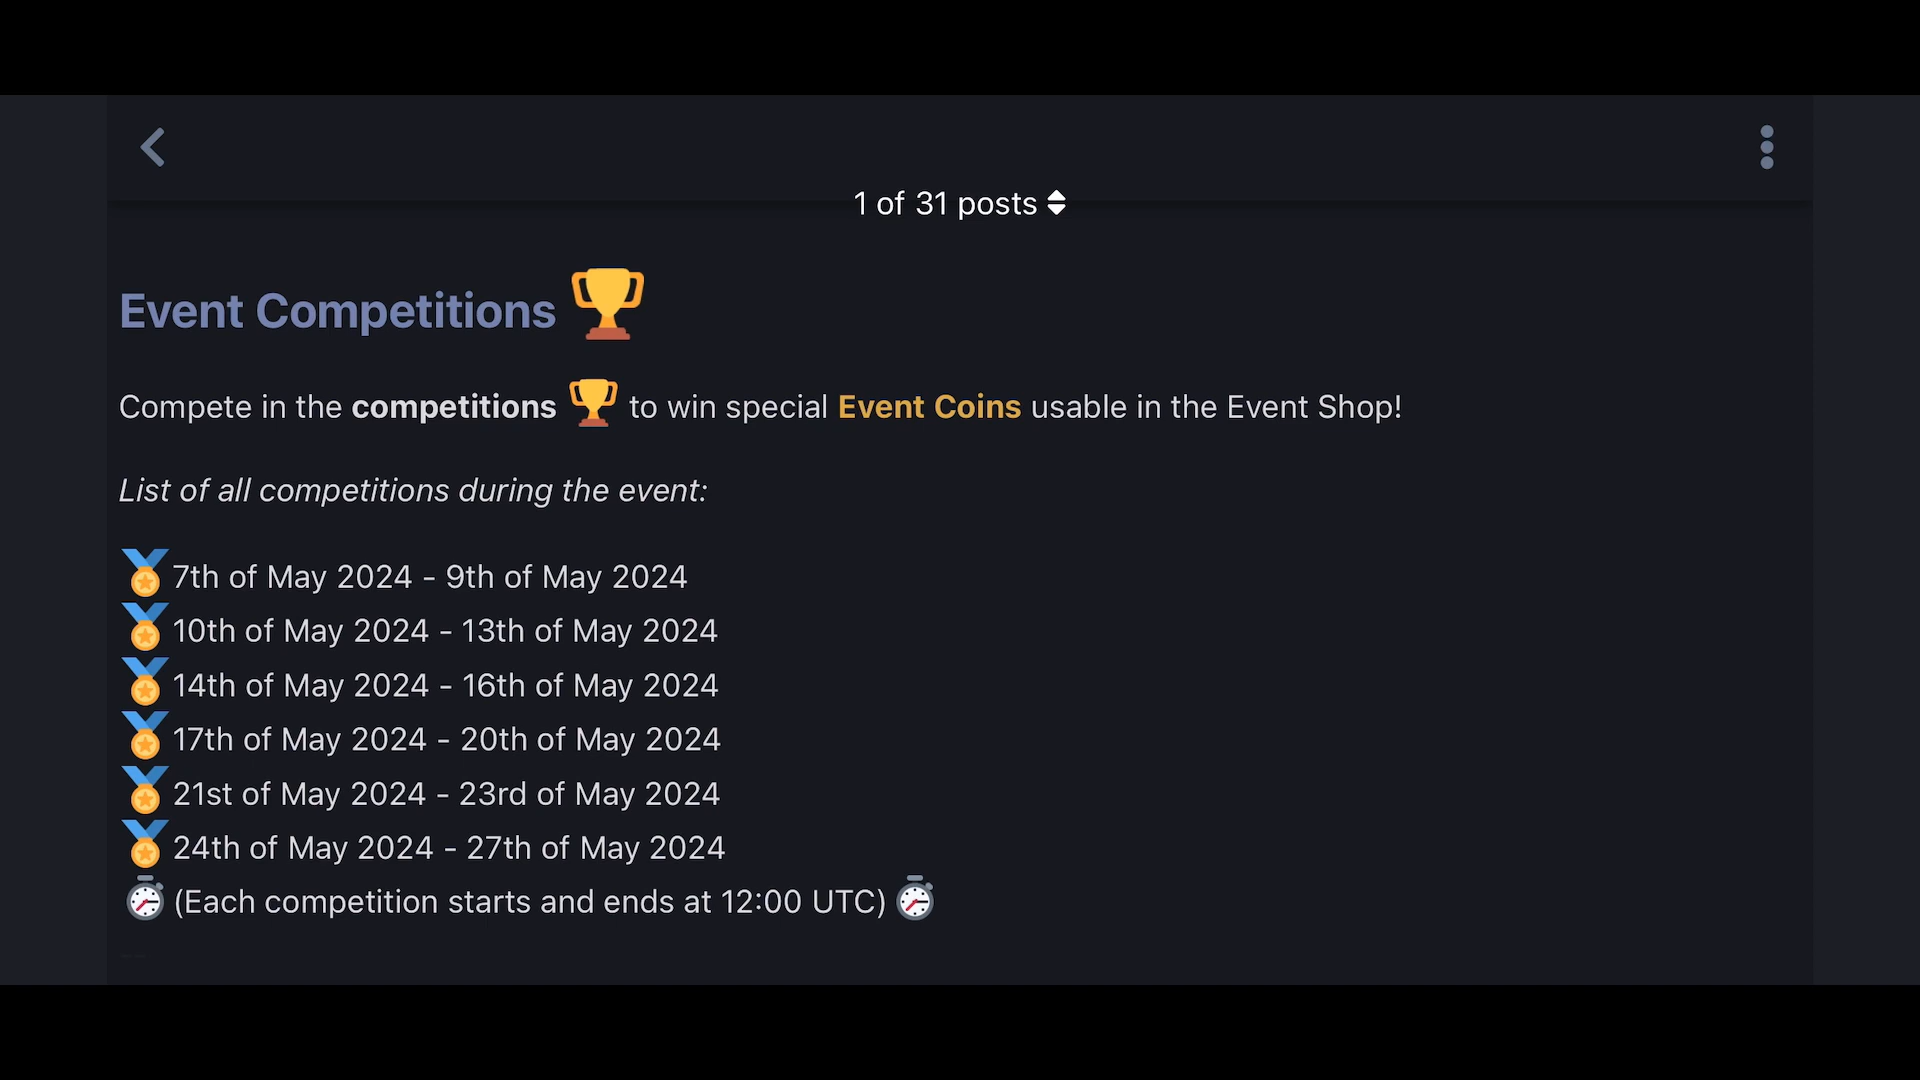 1 of 31 posts
Event Competitions 🏆
Compete in the competitions 🏆 to win special Event Coins usable in the Event Shop!
List of all competitions during the event:
🏅 7th of May 2024 - 9th of May 2024
🏅 10th of May 2024 - 13th of May 2024
🏅 14th of May 2024 - 16th of May 2024
🏅 17th of May 2024 - 20th of May 2024
🏅 21st of May 2024 - 23rd of May 2024
🏅 24th of May 2024 - 27th of May 2024
⏱ (Each competition starts and ends at 12:00 UTC) ⏱